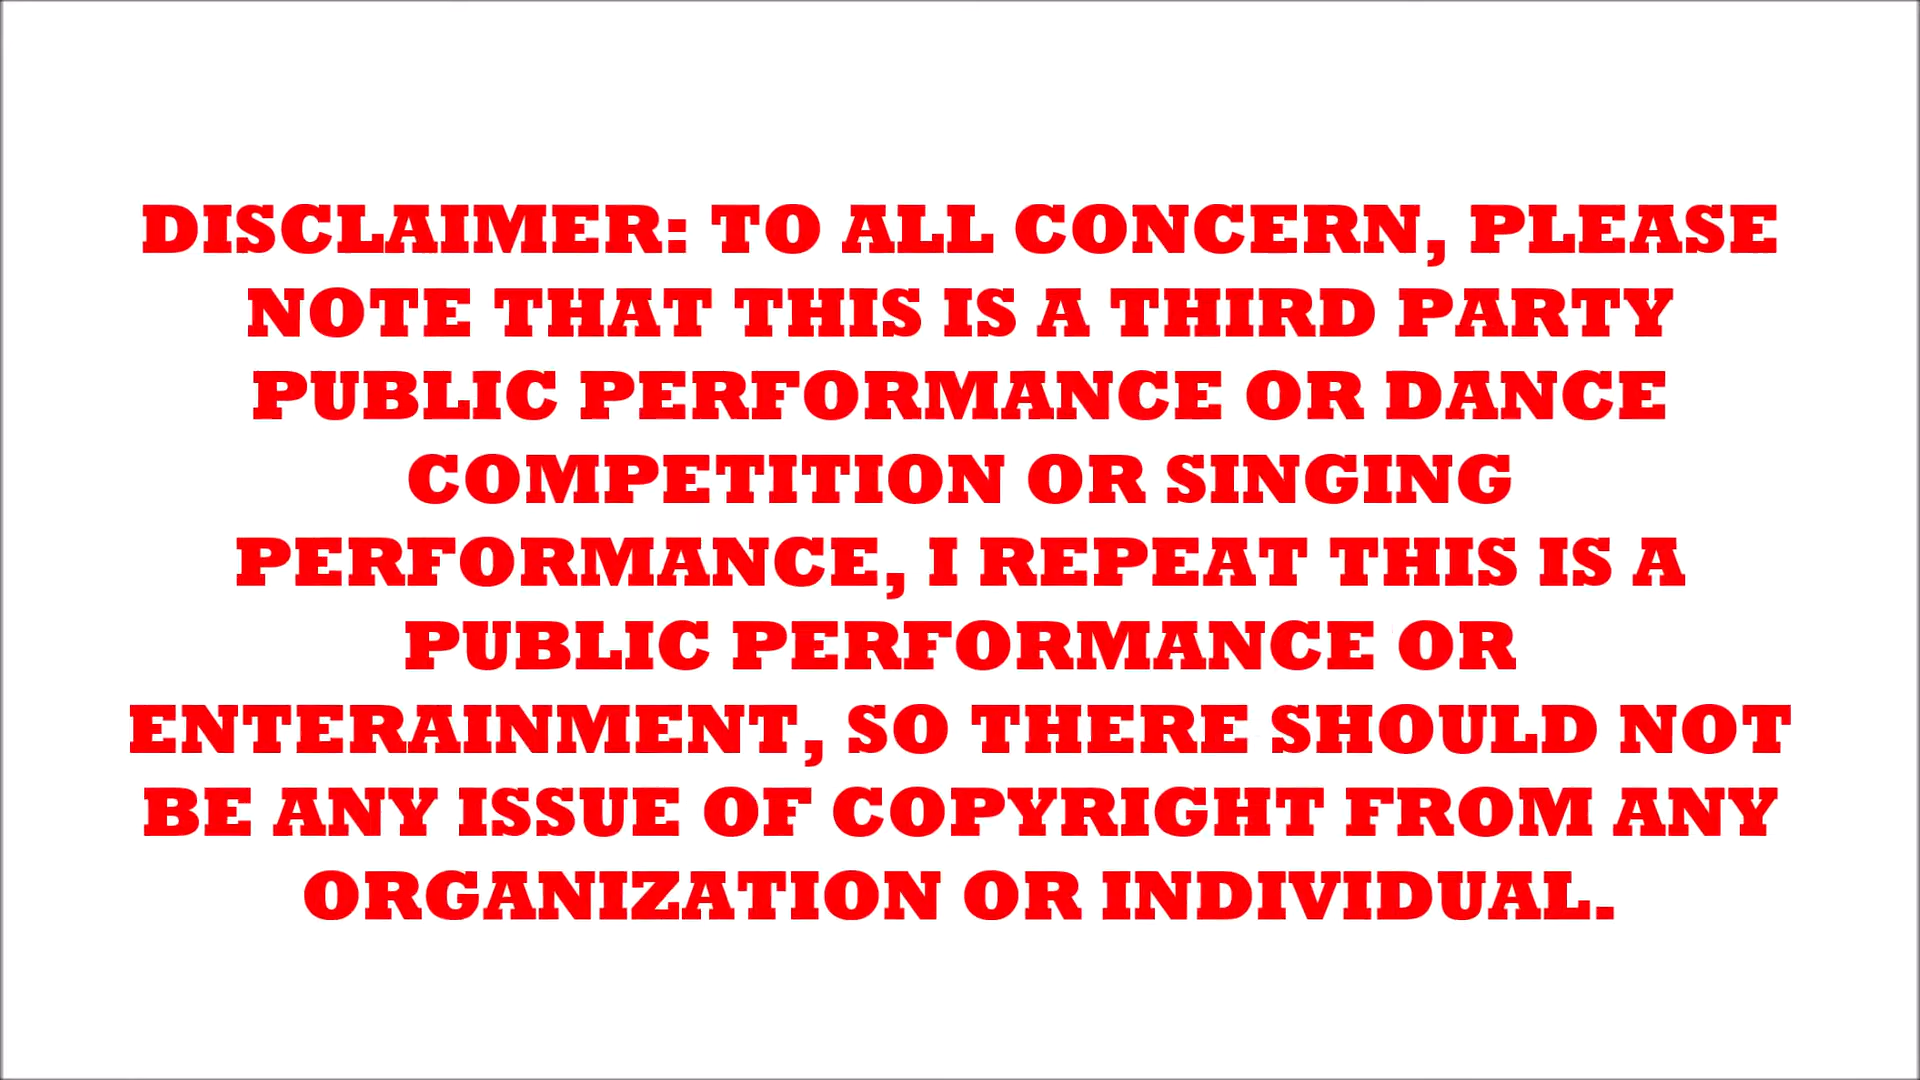 DISCLAIMER: TO ALL CONCERN, PLEASE
NOTE THAT THIS IS A THIRD PARTY
PUBLIC PERFORMANCE OR DANCE
COMPETITION OR SINGING
PERFORMANCE, I REPEAT THIS IS A
PUBLIC PERFORMANCE OR
ENTERAINMENT, SO THERE SHOULD NOT
BE ANY ISSUE OF COPYRIGHT FROM ANY
ORGANIZATION OR INDIVIDUAL.